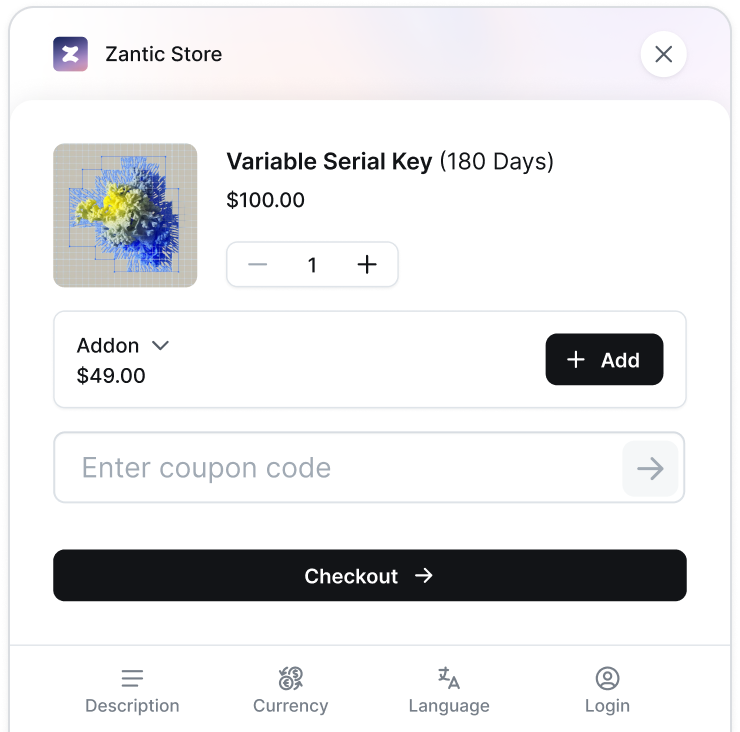 Zantic Store
Variable Serial Key (180 Days)
$100.00
1
Addon
$49.00
Add
Enter coupon code
Checkout
Description
Currency
Language
Login